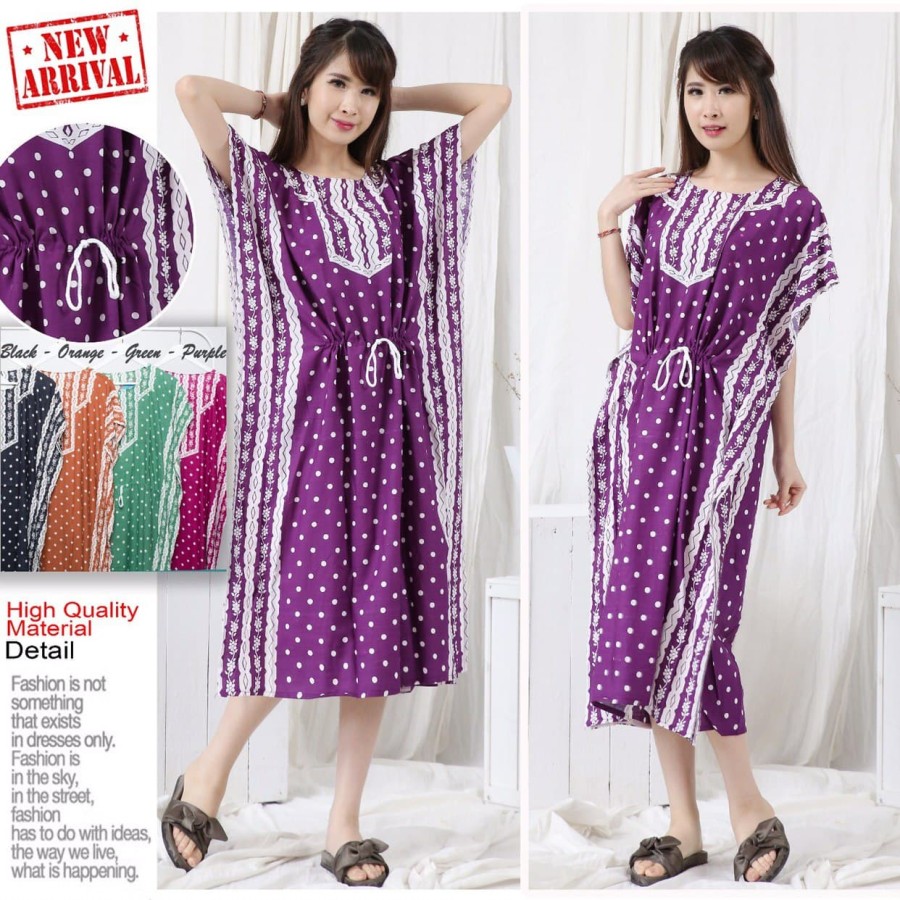 NEW
ARRIVAL
Black - Orange - Green - Purple
High Quality
Material
Detail
Fashion is not
something
that exists
in dresses only.
Fashion is
in the sky,
in the street,
fashion
has to do with ideas,
the way we live,
what is happening.